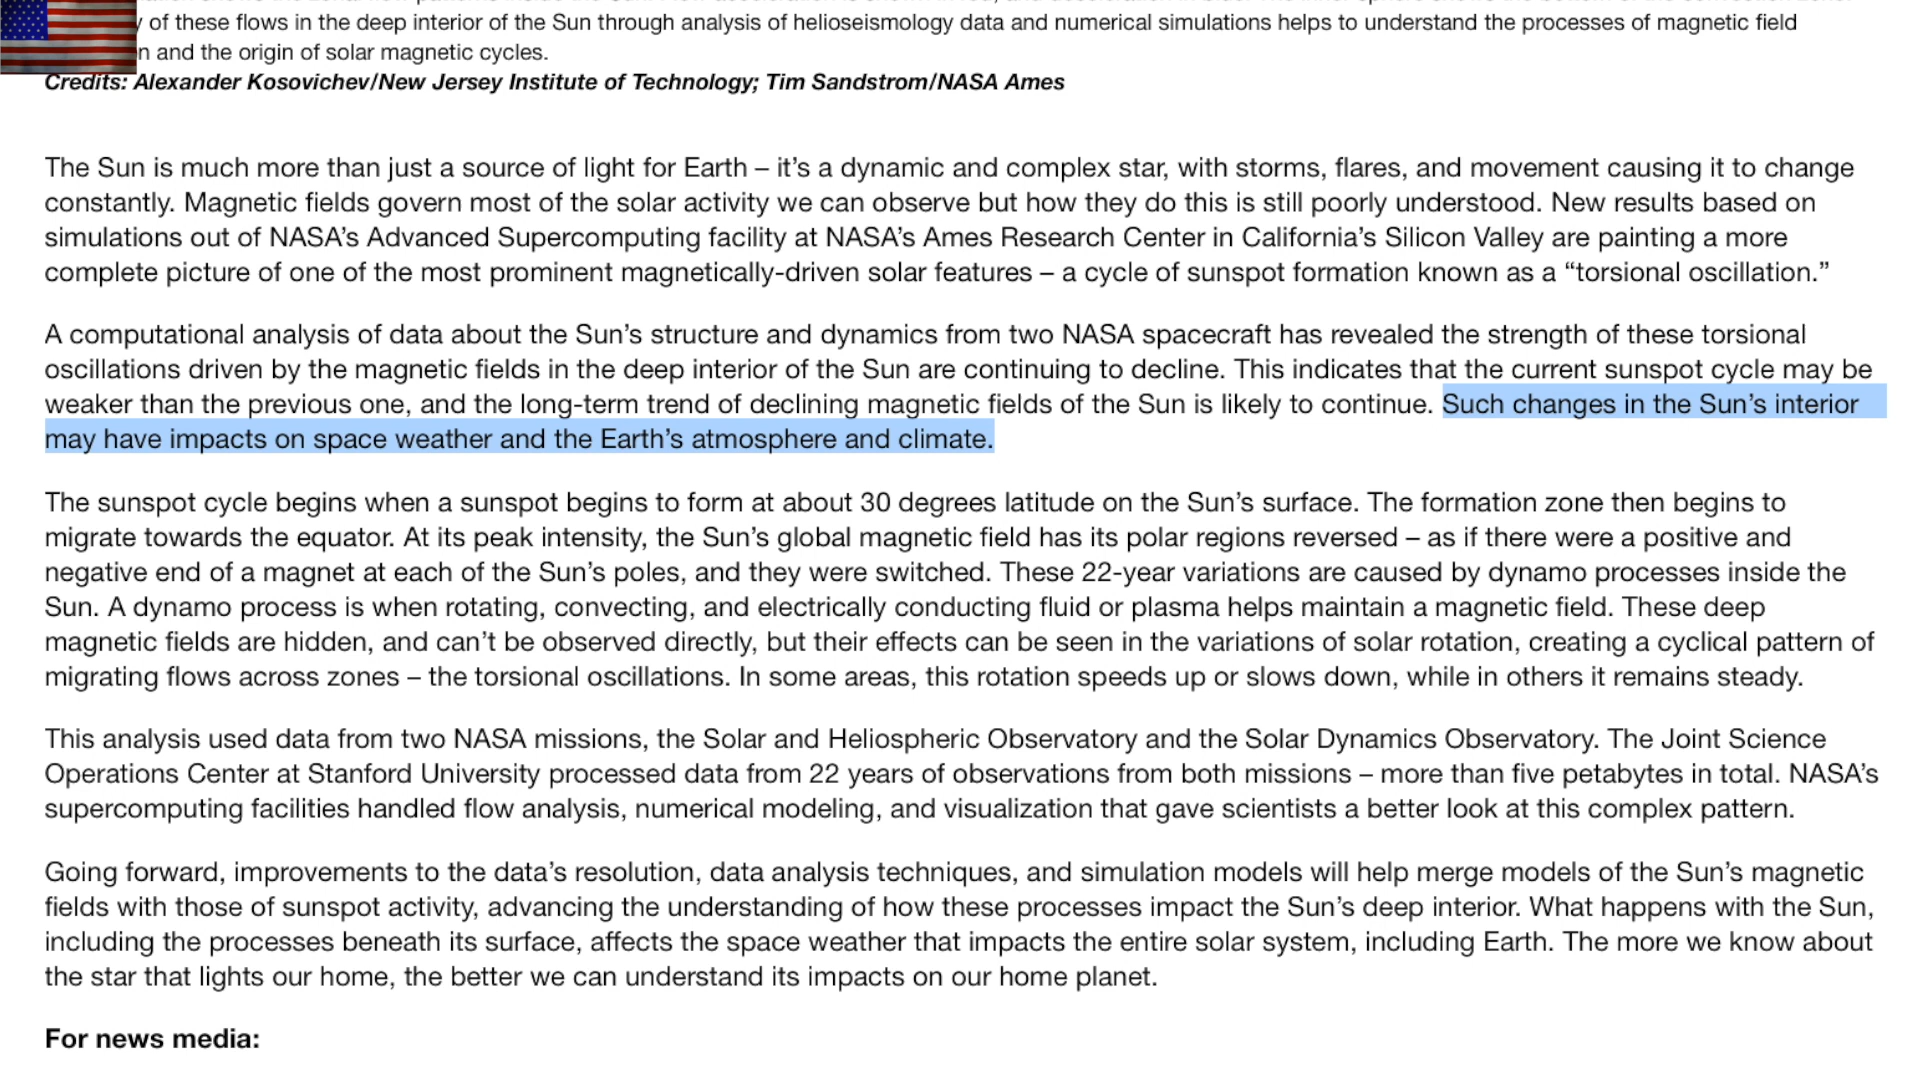 of these flows in the deep interior of the Sun through analysis of helioseismology data and numerical simulations helps to understand the processes of magnetic field
n and the origin of solar magnetic cycles.
Credits: Alexander Kosovichev/New Jersey Institute of Technology; Tim Sandstrom/NASA Ames
The Sun is much more than just a source of light for Earth – it’s a dynamic and complex star, with storms, flares, and movement causing it to change
constantly. Magnetic fields govern most of the solar activity we can observe but how they do this is still poorly understood. New results based on
simulations out of NASA’s Advanced Supercomputing facility at NASA’s Ames Research Center in California’s Silicon Valley are painting a more
complete picture of one of the most prominent magnetically-driven solar features – a cycle of sunspot formation known as a “torsional oscillation.”
A computational analysis of data about the Sun’s structure and dynamics from two NASA spacecraft has revealed the strength of these torsional
oscillations driven by the magnetic fields in the deep interior of the Sun are continuing to decline. This indicates that the current sunspot cycle may be
weaker than the previous one, and the long-term trend of declining magnetic fields of the Sun is likely to continue. Such changes in the Sun’s interior
may have impacts on space weather and the Earth’s atmosphere and climate.
The sunspot cycle begins when a sunspot begins to form at about 30 degrees latitude on the Sun’s surface. The formation zone then begins to
migrate towards the equator. At its peak intensity, the Sun’s global magnetic field has its polar regions reversed – as if there were a positive and
negative end of a magnet at each of the Sun’s poles, and they were switched. These 22-year variations are caused by dynamo processes inside the
Sun. A dynamo process is when rotating, convecting, and electrically conducting fluid or plasma helps maintain a magnetic field. These deep
magnetic fields are hidden, and can’t be observed directly, but their effects can be seen in the variations of solar rotation, creating a cyclical pattern of
migrating flows across zones – the torsional oscillations. In some areas, this rotation speeds up or slows down, while in others it remains steady.
This analysis used data from two NASA missions, the Solar and Heliospheric Observatory and the Solar Dynamics Observatory. The Joint Science
Operations Center at Stanford University processed data from 22 years of observations from both missions – more than five petabytes in total. NASA’s
supercomputing facilities handled flow analysis, numerical modeling, and visualization that gave scientists a better look at this complex pattern.
Going forward, improvements to the data’s resolution, data analysis techniques, and simulation models will help merge models of the Sun’s magnetic
fields with those of sunspot activity, advancing the understanding of how these processes impact the Sun’s deep interior. What happens with the Sun,
including the processes beneath its surface, affects the space weather that impacts the entire solar system, including Earth. The more we know about
the star that lights our home, the better we can understand its impacts on our home planet.
For news media: